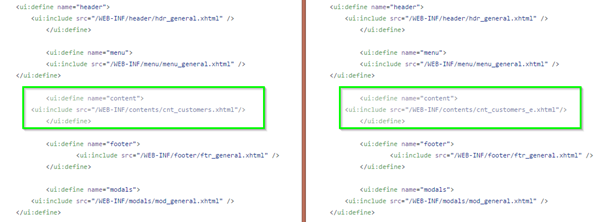 <ui:define name="header">
<ui:include src="/WEB-INF/header/hdr_general.xhtml" />
</ui:define>
<ui:define name="menu">
<ui:include src="/WEB-INF/menu/menu_general.xhtml" />
</ui:define>
<ui:define name="content">
<ui:include src="/WEB-INF/contents/cnt_customers.xhtml"/>
</ui:define>
<ui:define name="footer">
<ui:include src="/WEB-INF/footer/ftr_general.xhtml" />
</ui:define>
<ui:define name="modals">
<ui:include src="/WEB-INF/modals/mod_general.xhtml" />
</ui:define>
<ui:define name="header">
<ui:include src="/WEB-INF/header/hdr_general.xhtml" />
</ui:define>
<ui:define name="menu">
<ui:include src="/WEB-INF/menu/menu_general.xhtml" />
</ui:define>
<ui:define name="content">
<ui:include src="/WEB-INF/contents/cnt_customers_e.xhtml"/>
</ui:define>
<ui:define name="footer">
<ui:include src="/WEB-INF/footer/ftr_general.xhtml" />
</ui:define>
<ui:define name="modals">
<ui:include src="/WEB-INF/modals/mod_general.xhtml" />
</ui:define>